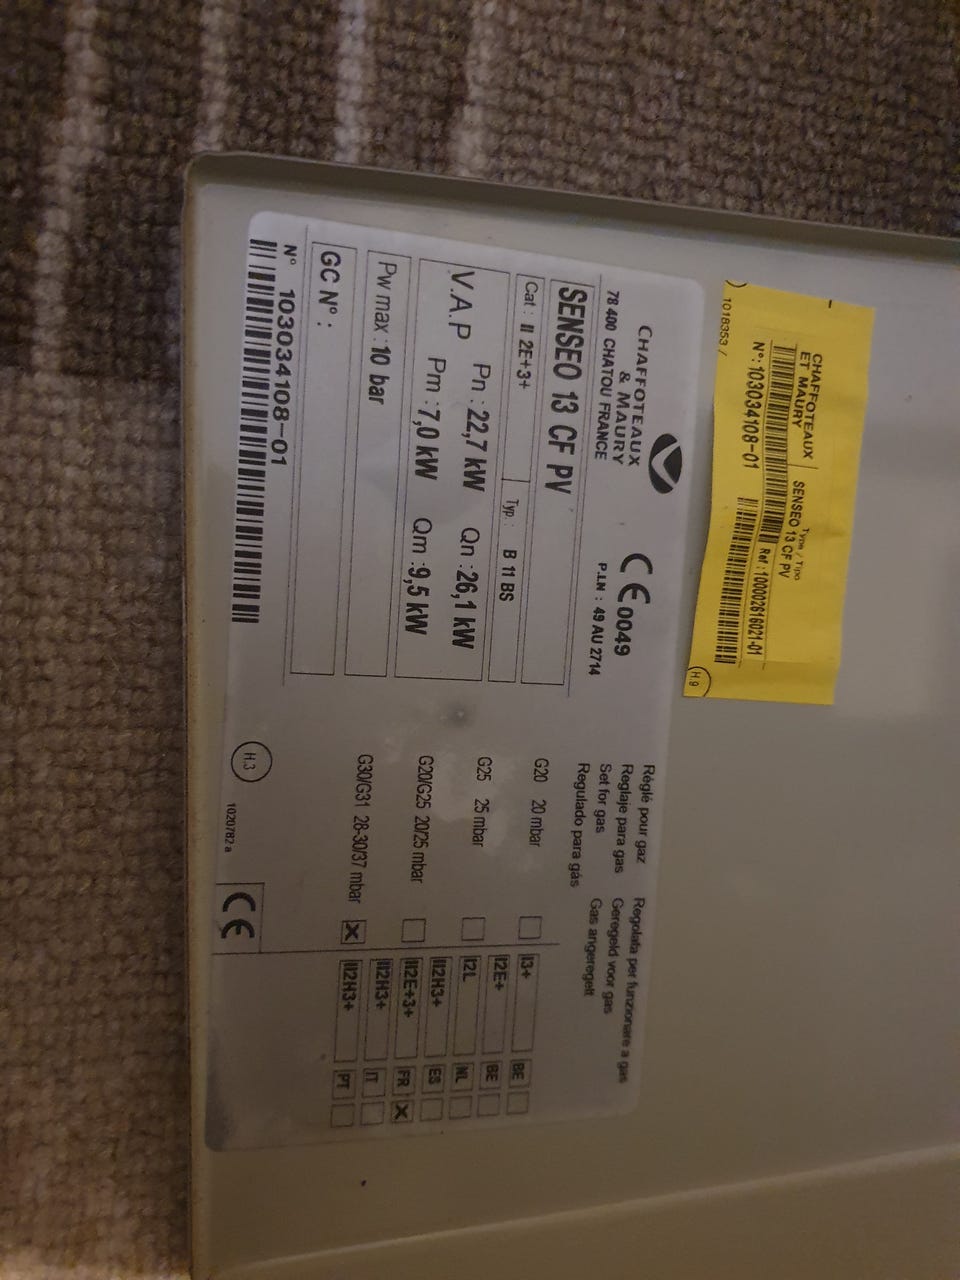 CHAFFOTEAUX
ET MAURY
Type / Tipo
SENSEO 13 CF PV
N°:103034108-01
Ref :100002616021-01
1018353 /
H.9
CHAFFOTEAUX
& MAURY
78 400 CHATOU FRANCE
CE 0049
P.I.N : 49 AU 2714
SENSEO 13 CF PV
Cat : II 2E+3+
Typ : B 11 BS
V.A.P Pn : 22,7 kW Qn :26,1 kW
Pm : 7,0 kW Qm :9,5 kW
Pw max :10 bar
GC N° :
N° 103034108-01
Réglé pour gaz
Reglaje para gas
Set for gas
Regulado para gás
Regolata per funzionare a gas
Geregeld voor gas
Gas angeregelt
G20 20 mbar
G25 25 mbar
G20/G25 20/25 mbar
G30/G31 28-30/37 mbar X
I3+ BE
I2E+ BE
I2L NL
II2H3+ ES
II2E+3+ FR X
II2H3+ IT
II2H3+ PT
H.3
1020782 a
CE